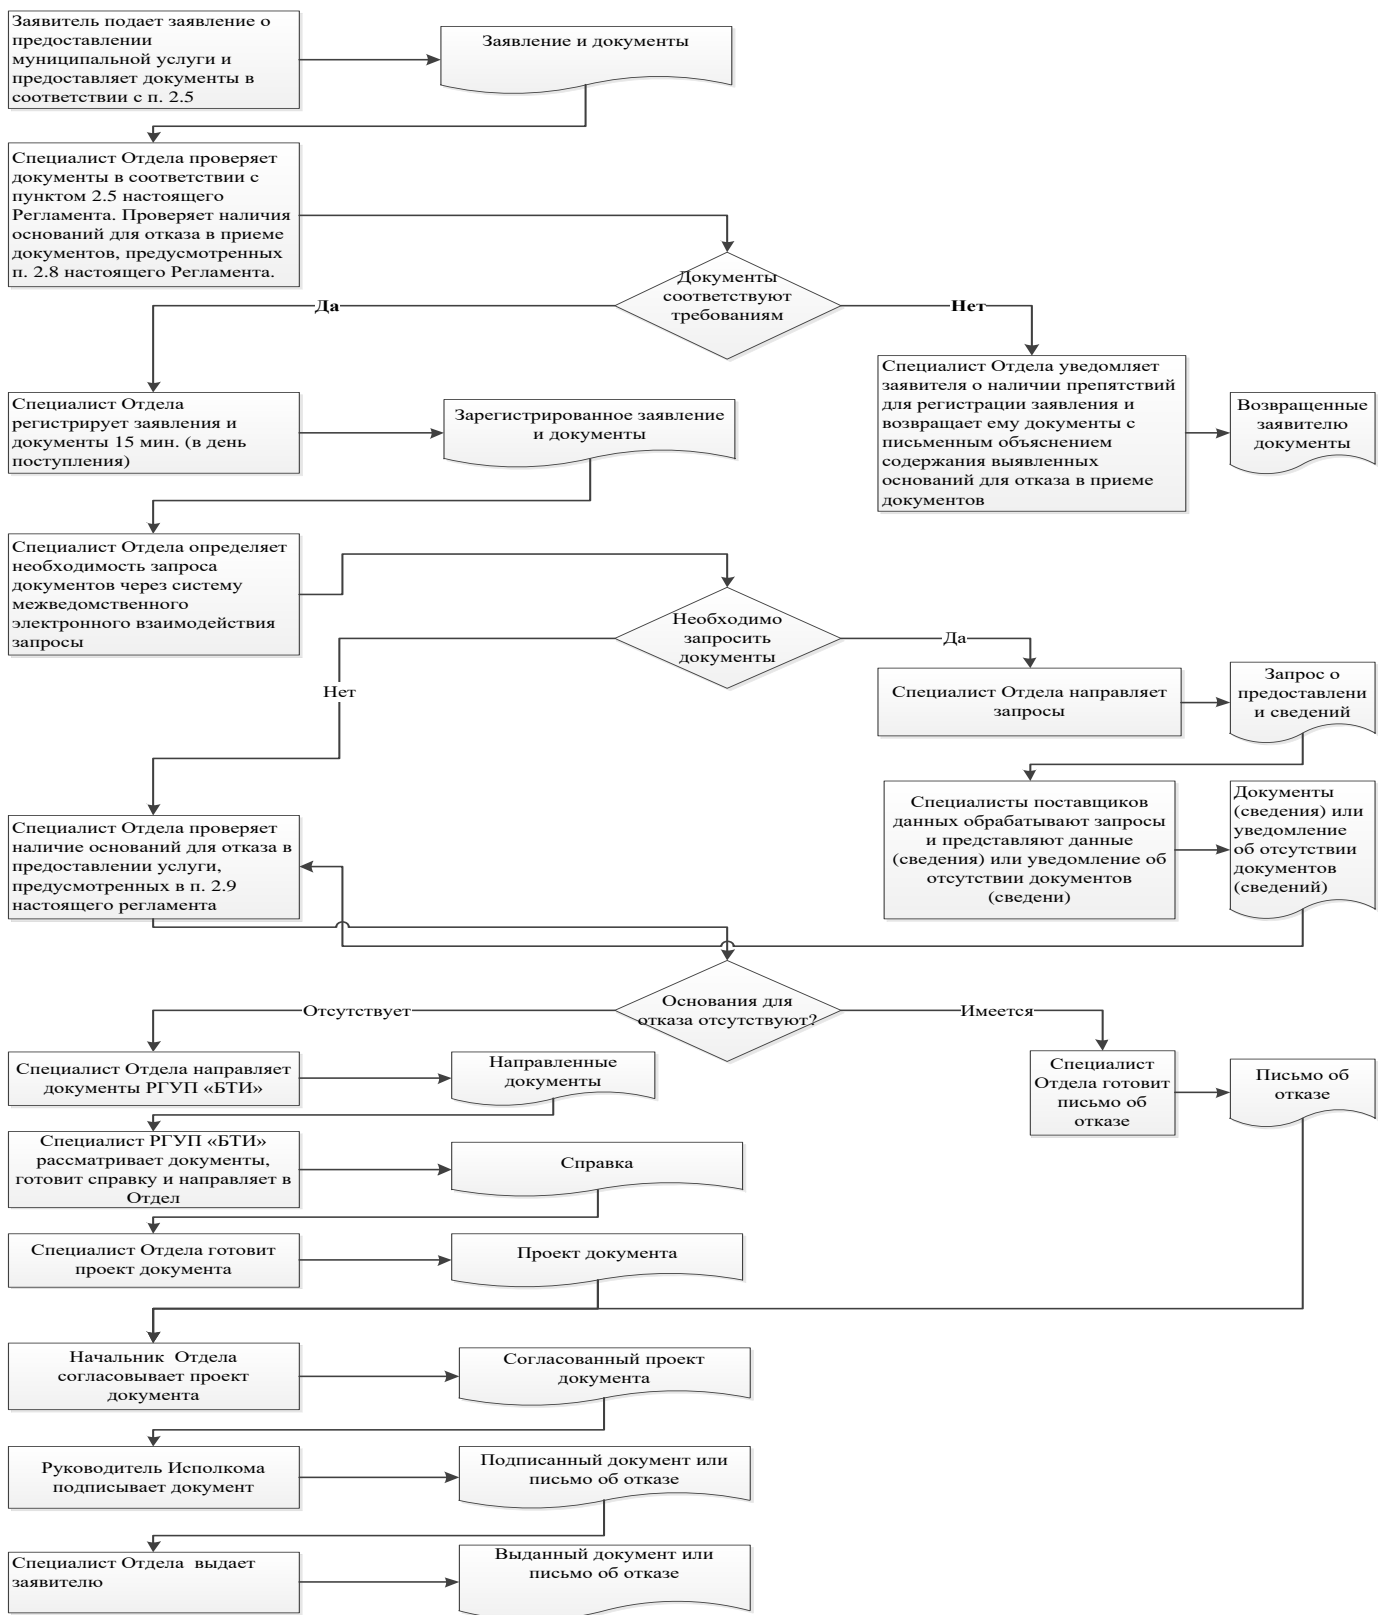 Заявитель подает заявление о
предоставлении
муниципальной услуги и
предоставляет документы в
соответствии с п. 2.5
Заявление и документы
Специалист Отдела проверяет
документы в соответствии с
пунктом 2.5 настоящего
Регламента. Проверяет наличия
оснований для отказа в приеме
документов, предусмотренных
п. 2.8 настоящего Регламента.
Документы
соответствуют
требованиям
Да
Нет
Специалист Отдела
регистрирует заявления и
документы 15 мин. (в день
поступления)
Зарегистрированное заявление
и документы
Специалист Отдела уведомляет
заявителя о наличии препятствий
для регистрации заявления и
возвращает ему документы с
письменным объяснением
содержания выявленных
оснований для отказа в приеме
документов
Возвращенные
заявителю
документы
Специалист Отдела определяет
необходимость запроса
документов через систему
межведомственного
электронного взаимодействия
запросы
Необходимо
запросить
документы
Да
Нет
Специалист Отдела направляет
запросы
Запрос о
предоставлени
и сведений
Специалисты поставщиков
данных обрабатывают запросы
и представляют данные
(сведения) или уведомление об
отсутствии документов
(сведени)
Документы
(сведения) или
уведомление
об отсутствии
документов
(сведений)
Специалист Отдела проверяет
наличие оснований для отказа в
предоставлении услуги,
предусмотренных в п. 2.9
настоящего регламента
Основания для
отказа отсутствуют?
Отсутствует
Имеется
Специалист Отдела направляет
документы РГУП «БТИ»
Направленные
документы
Специалист
Отдела готовит
письмо об
отказе
Письмо об
отказе
Специалист РГУП «БТИ»
рассматривает документы,
готовит справку и направляет в
Отдел
Справка
Специалист Отдела готовит
проект документа
Проект документа
Начальник Отдела
согласовывает проект
документа
Согласованный проект
документа
Руководитель Исполкома
подписывает документ
Подписанный документ или
письмо об отказе
Специалист Отдела выдает
заявителю
Выданный документ или
письмо об отказе